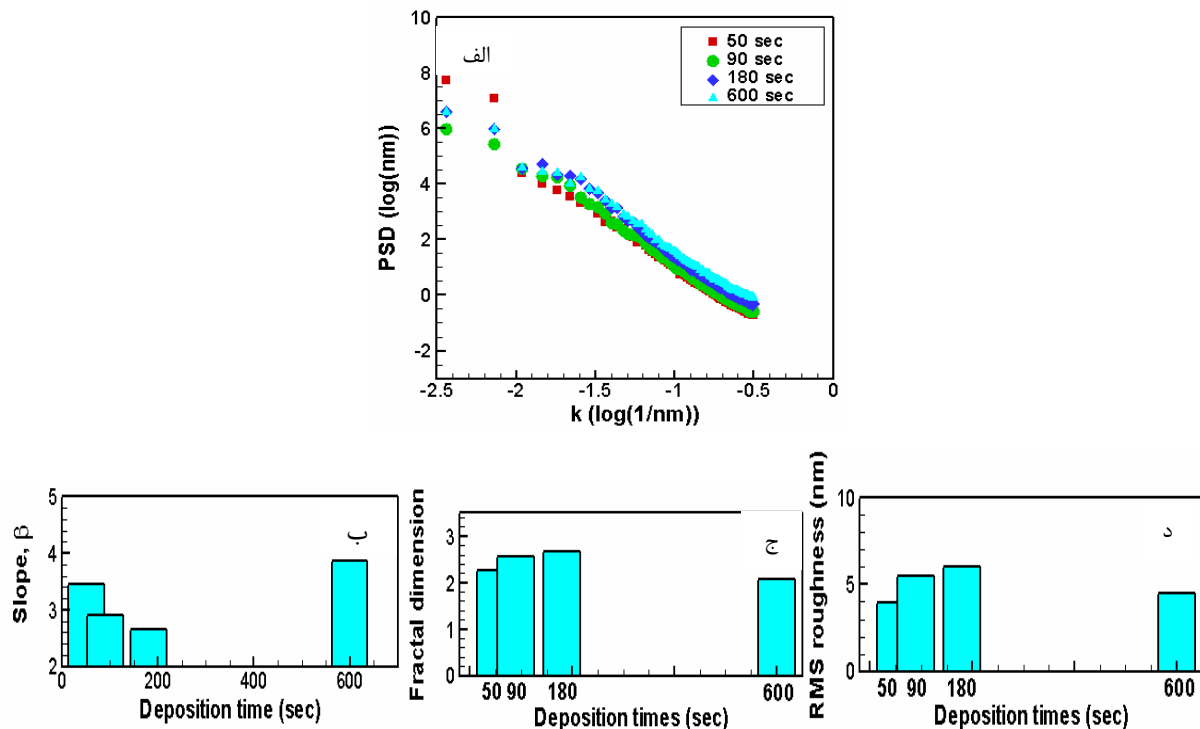 الف
50 sec
90 sec
180 sec
600 sec
10
8
6
4
2
0
-2
PSD (log(nm))
-2.5 -2 -1.5 -1 -0.5 0
k (log(1/nm))
5
4
3
2
Slope, β
ب
0 200 400 600
Deposition time (sec)
3
2
1
0
Fractal dimension
ج
50 90 180 600
Deposition times (sec)
10
5
0
RMS roughness (nm)
د
50 90 180 600
Deposition times (sec)